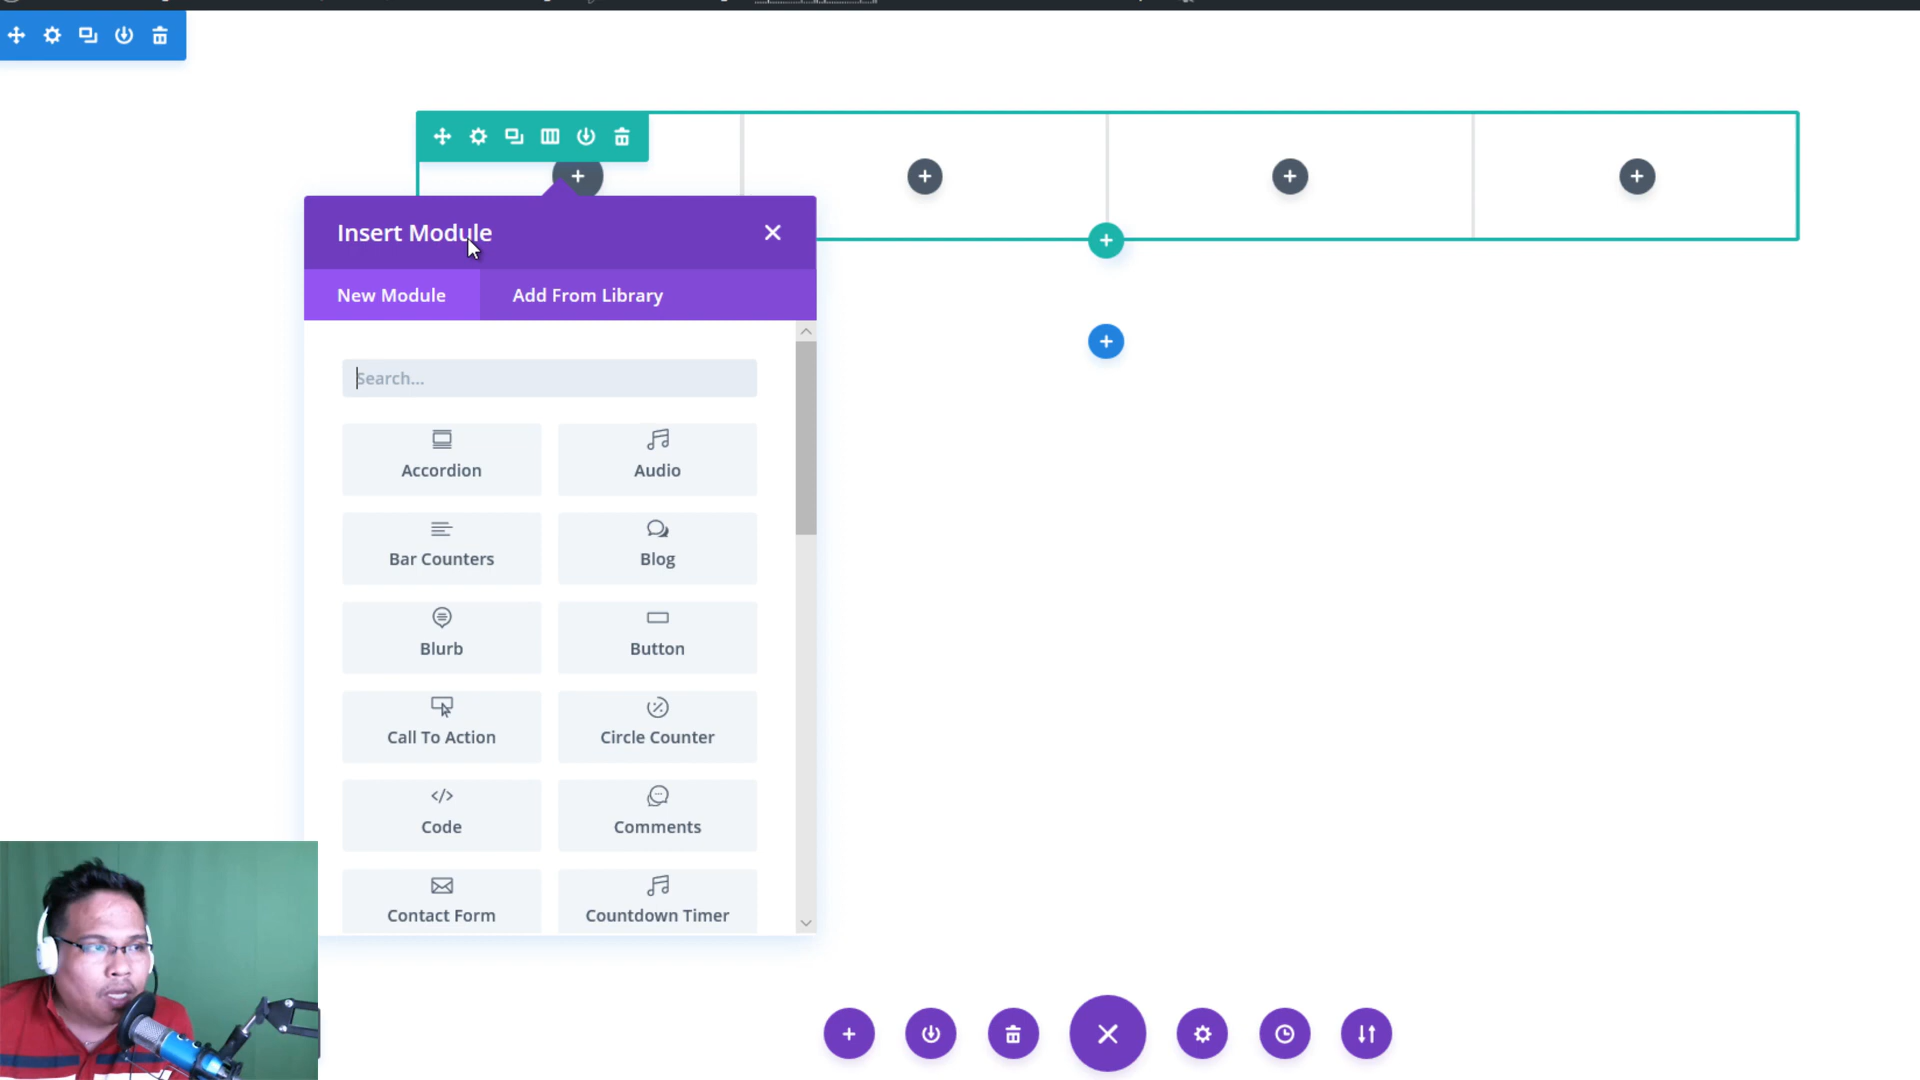 Insert Module
New Module
Add From Library
Search...
Accordion
Audio
Bar Counters
Blog
Blurb
Button
Call To Action
Circle Counter
Code
Comments
Contact Form
Countdown Timer